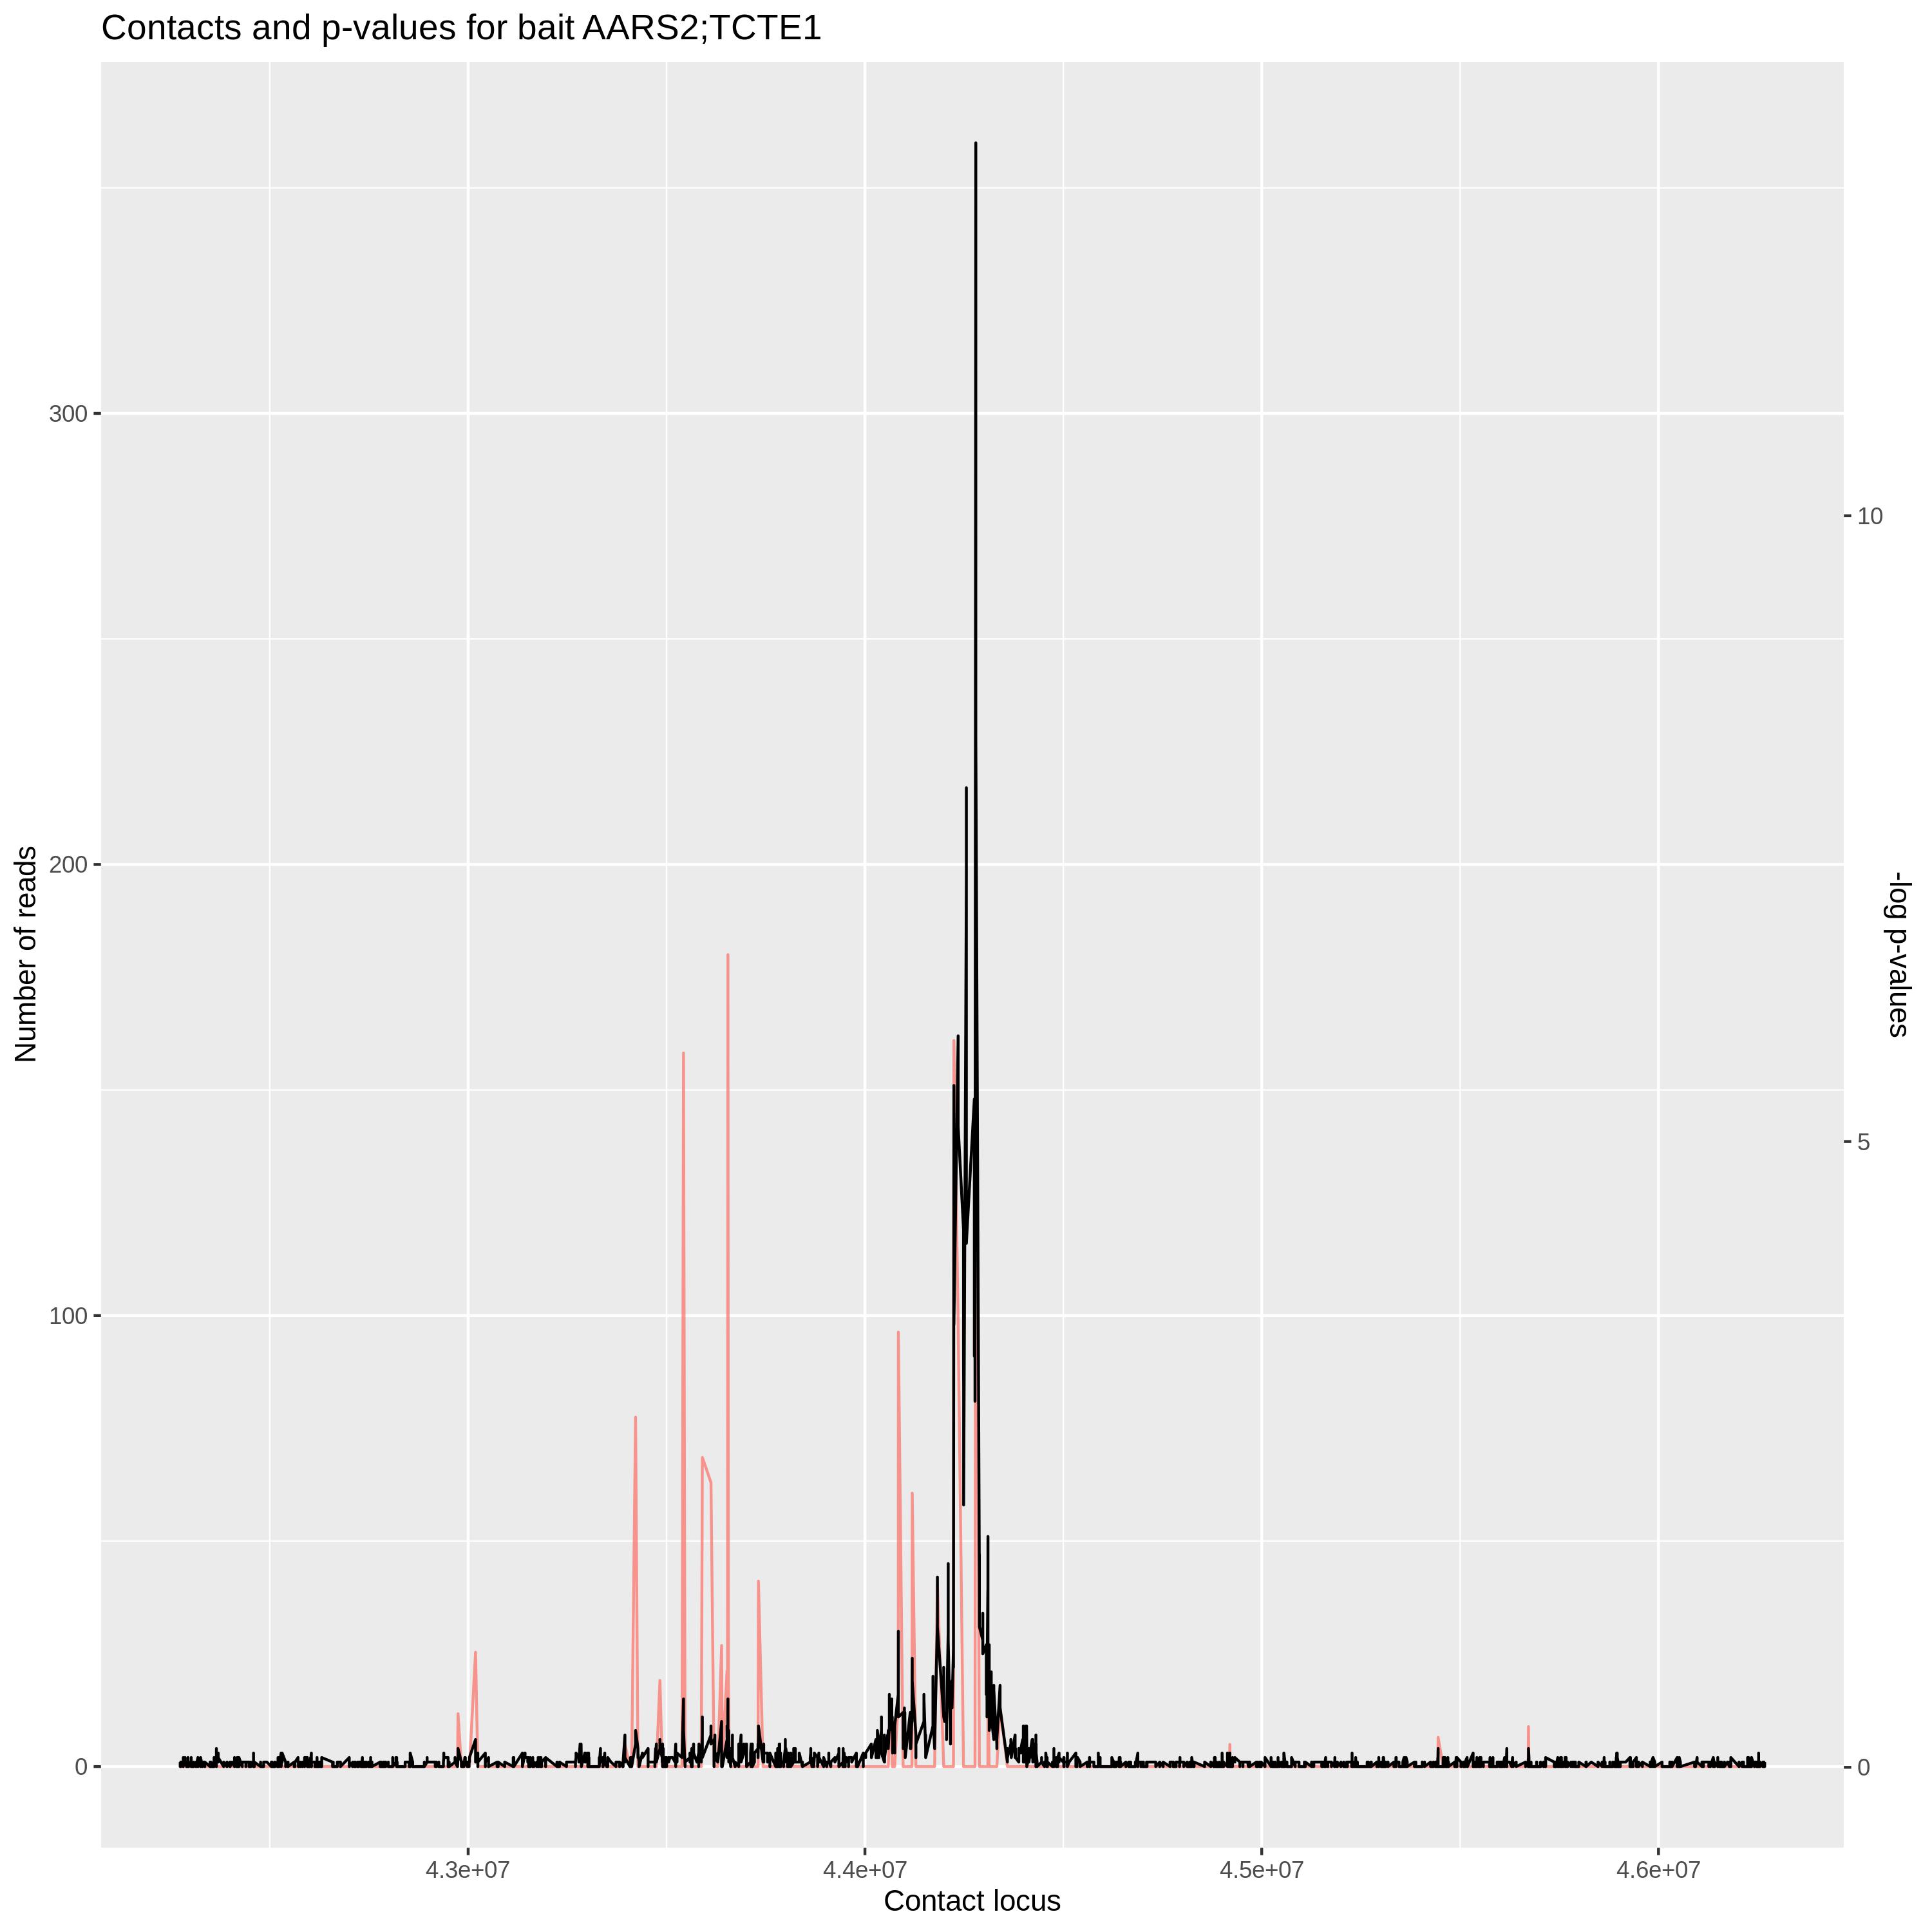 Contacts and p-values for bait AARS2;TCTE1
300
200
100
0
Number of reads
10
5
0
-log p-values
4.3e+07
4.4e+07
4.5e+07
4.6e+07
Contact locus